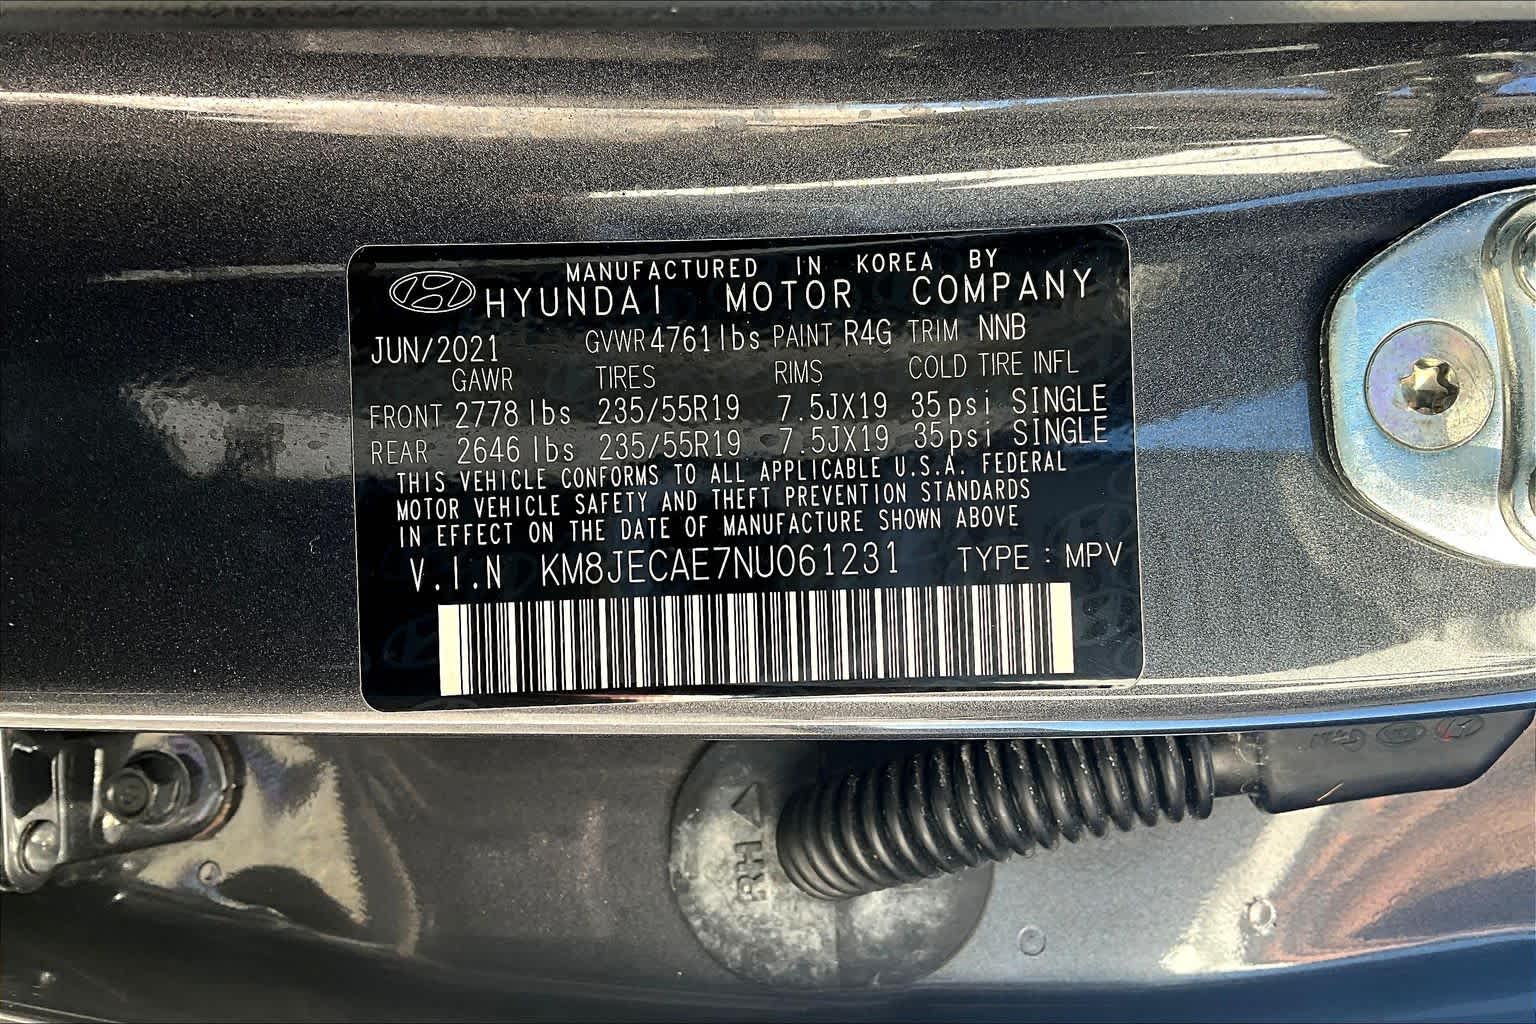 MANUFACTURED IN KOREA BY
HYUNDAI MOTOR COMPANY
JUN/2021 GVWR 4761lbs PAINT R4G TRIM NNB
GAWR TIRES RIMS COLD TIRE INFL
FRONT 2778 lbs 235/55R19 7.5JX19 35psi SINGLE
REAR 2646 lbs 235/55R19 7.5JX19 35psi SINGLE
THIS VEHICLE CONFORMS TO ALL APPLICABLE U.S.A. FEDERAL
MOTOR VEHICLE SAFETY AND THEFT PREVENTION STANDARDS
IN EFFECT ON THE DATE OF MANUFACTURE SHOWN ABOVE
V.I.N KM8JECAE7NU061231 TYPE : MPV
RH